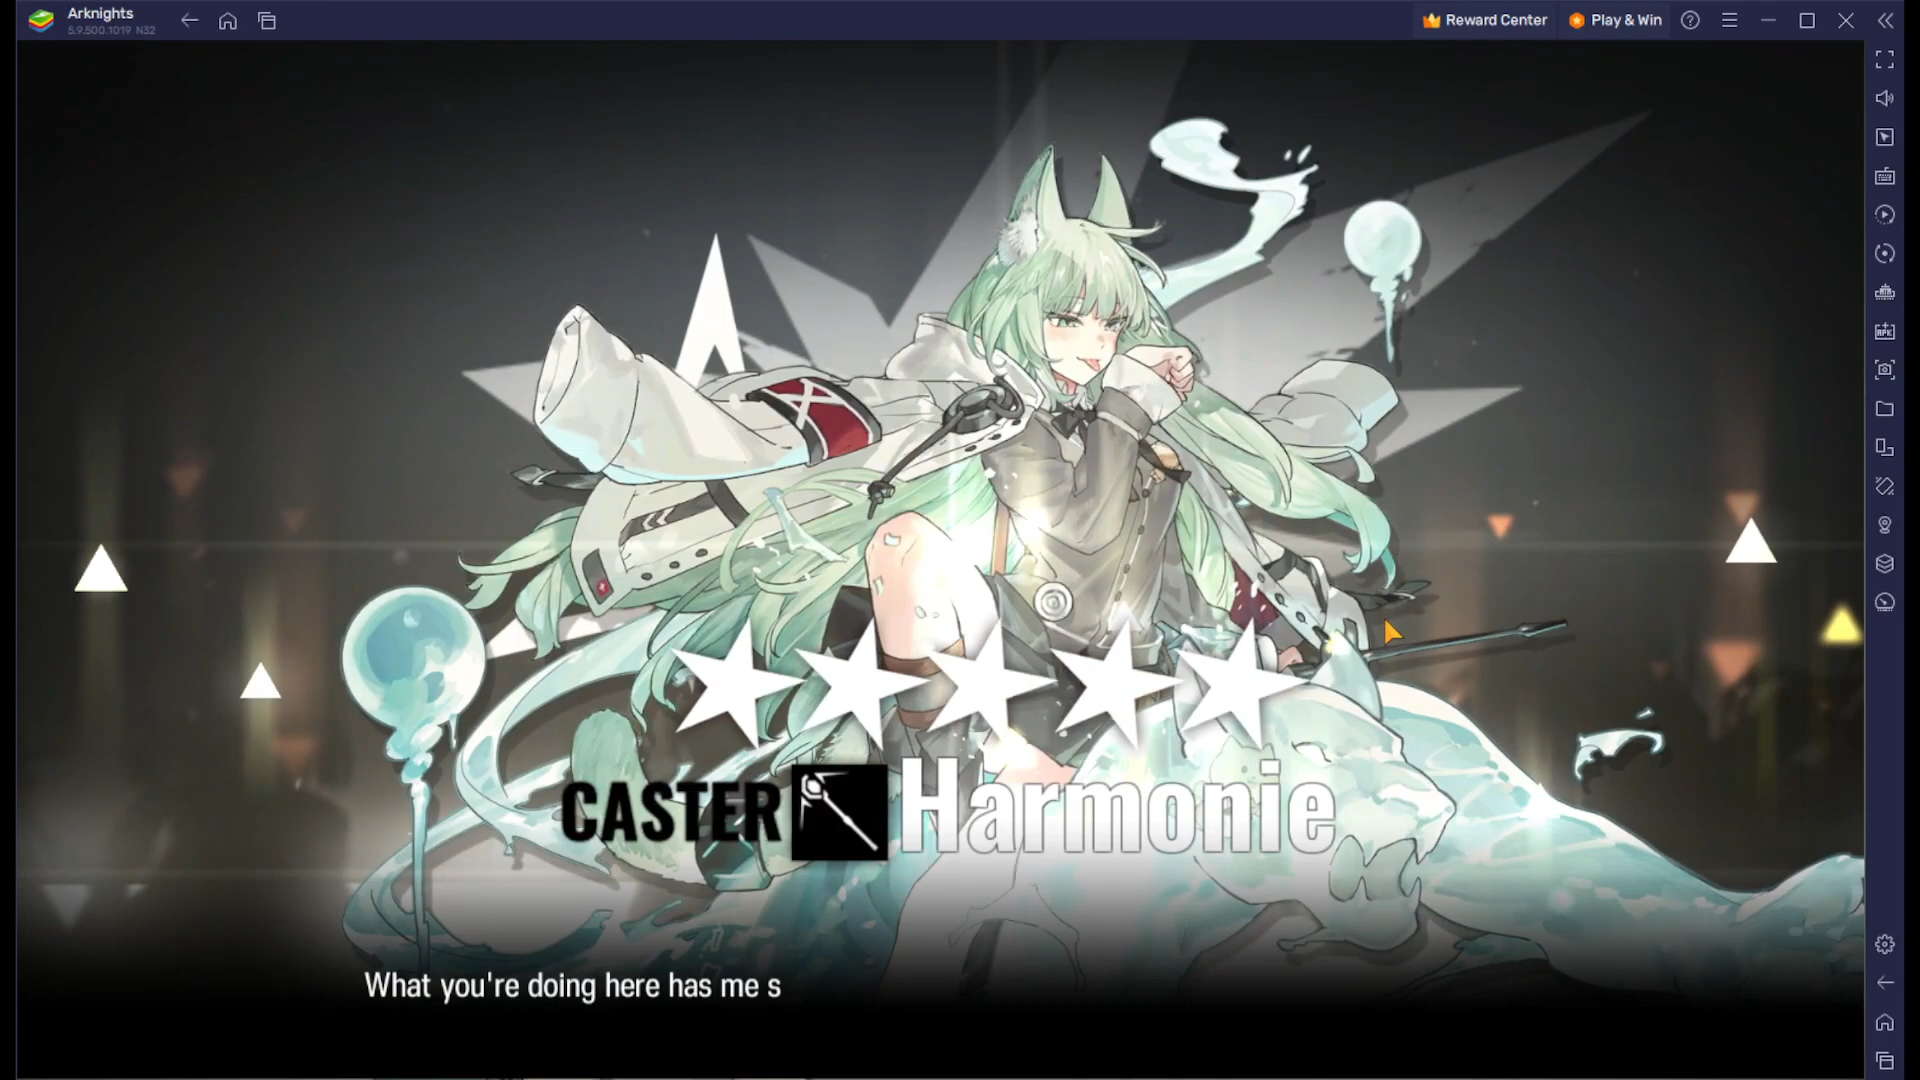 Arknights
5.9.500.1019 N32
Reward Center
Play & Win
CASTER Harmonie
What you're doing here has me s